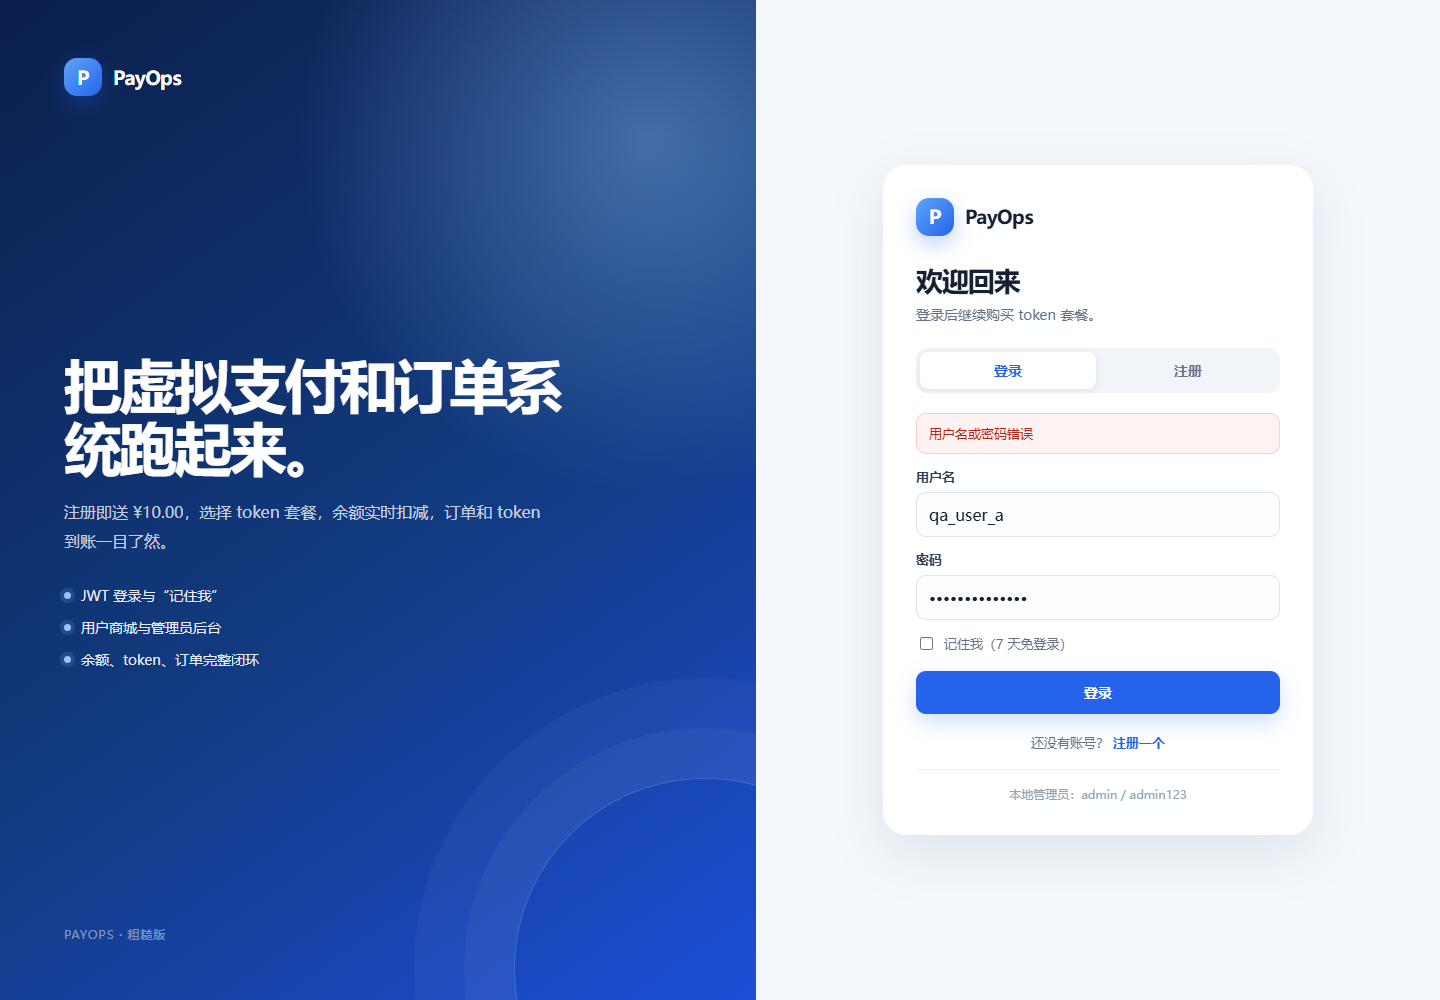 P PayOps
把虚拟支付和订单系
统跑起来。
注册即送 ¥10.00，选择 token 套餐，余额实时扣减，订单和 token
到账一目了然。
JWT 登录与“记住我”
用户商城与管理员后台
余额、token、订单完整闭环
PAYOPS · 粗糙版
P PayOps
欢迎回来
登录后继续购买 token 套餐。
登录 注册
用户名或密码错误
用户名
qa_user_a
密码
••••••••••••••
记住我（7 天免登录）
登录
还没有账号？ 注册一个
本地管理员：admin / admin123